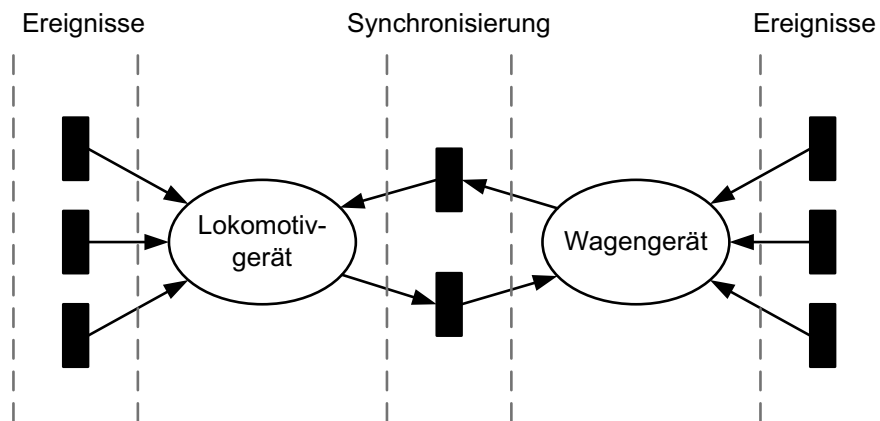 Ereignisse
Synchronisierung
Ereignisse
Lokomotiv-
gerät
Wagengerät